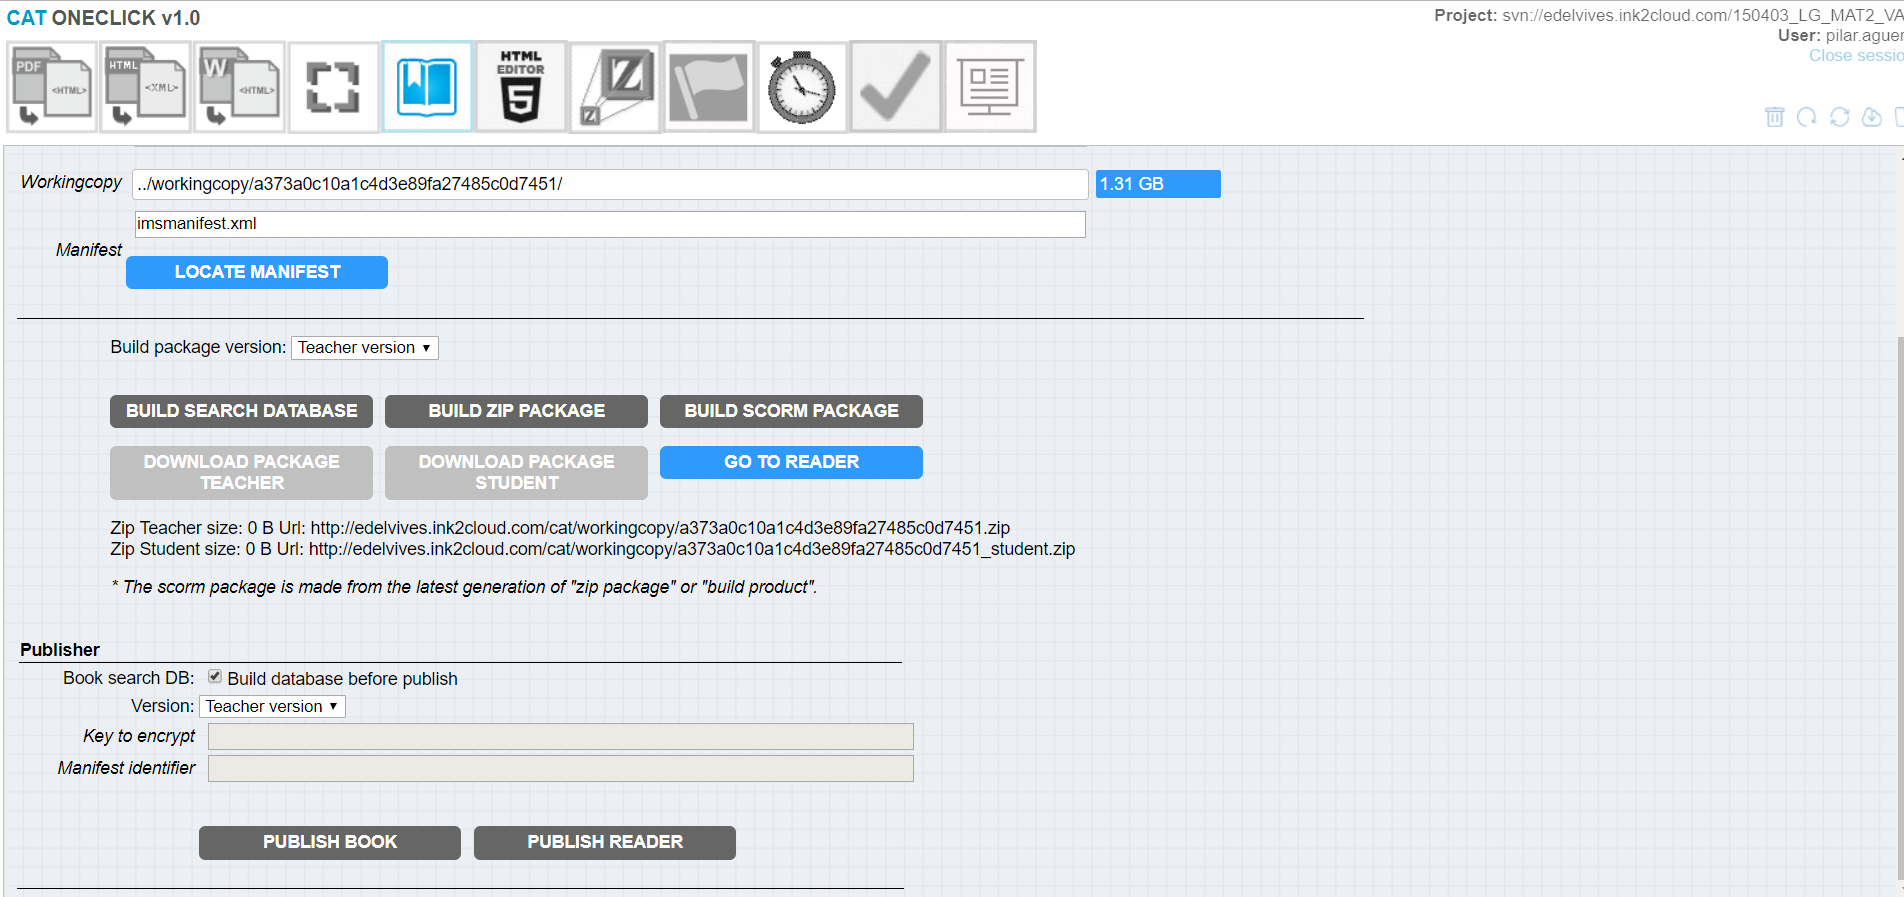 CAT ONECLICK v1.0
Project: svn://edelvives.ink2cloud.com/150403_LG_MAT2_VA
User: pilar.aguer
Close sessio
PDF <HTML>
HTML <XML>
W <HTML>
HTML
EDITOR
5
Z
Z
Workingcopy ../workingcopy/a373a0c10a1c4d3e89fa27485c0d7451/ 1.31 GB
imsmanifest.xml
Manifest
LOCATE MANIFEST
Build package version: Teacher version
BUILD SEARCH DATABASE BUILD ZIP PACKAGE BUILD SCORM PACKAGE
DOWNLOAD PACKAGE TEACHER DOWNLOAD PACKAGE STUDENT GO TO READER
Zip Teacher size: 0 B Url: http://edelvives.ink2cloud.com/cat/workingcopy/a373a0c10a1c4d3e89fa27485c0d7451.zip
Zip Student size: 0 B Url: http://edelvives.ink2cloud.com/cat/workingcopy/a373a0c10a1c4d3e89fa27485c0d7451_student.zip
* The scorm package is made from the latest generation of "zip package" or "build product".
Publisher
Book search DB: Build database before publish
Version: Teacher version
Key to encrypt
Manifest identifier
PUBLISH BOOK PUBLISH READER